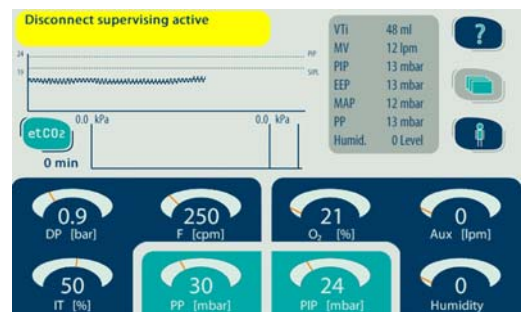 Disconnect supervising active
24
PIP
19
SIPL
VTi 48 ml
MV 12 lpm
PIP 13 mbar
EEP 13 mbar
MAP 12 mbar
PP 13 mbar
Humid. 0 Level
?
0.0 kPa
0.0 kPa
etCO2
0 min
0.9
DP [bar]
250
F [cpm]
21
O₂ [%]
0
Aux [lpm]
50
IT [%]
30
PP [mbar]
24
PIP [mbar]
0
Humidity